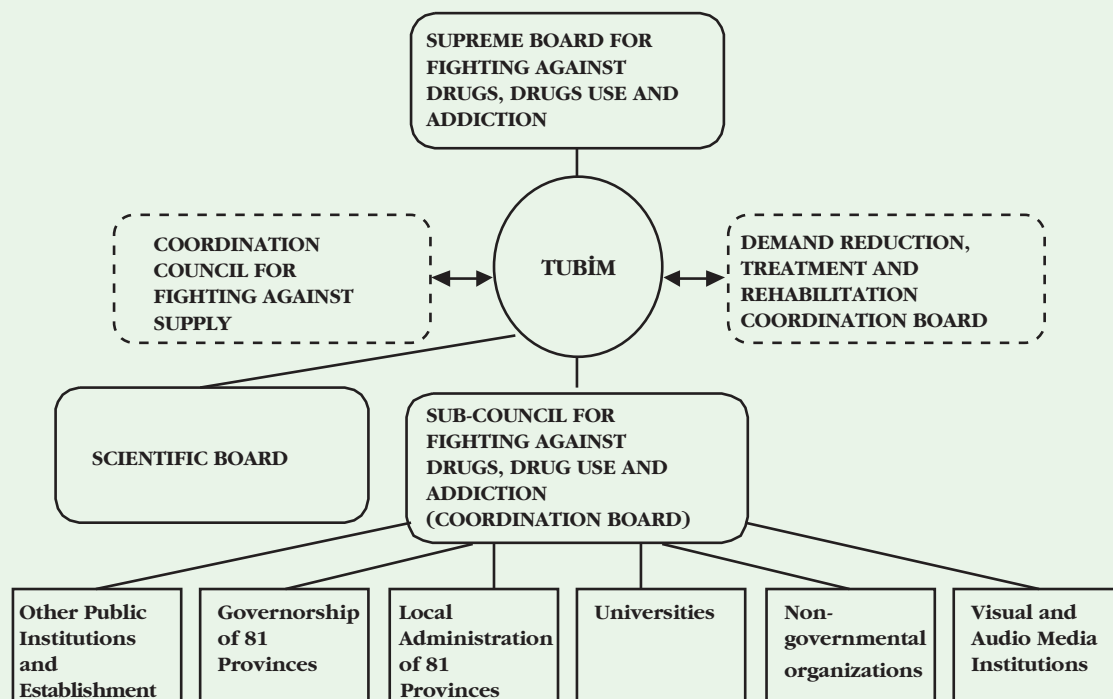 SUPREME BOARD FOR
FIGHTING AGAINST
DRUGS, DRUGS USE AND
ADDICTION
COORDINATION
COUNCIL FOR
FIGHTING AGAINST
SUPPLY
TUBİM
DEMAND REDUCTION,
TREATMENT AND
REHABILITATION
COORDINATION BOARD
SCIENTIFIC BOARD
SUB-COUNCIL FOR
FIGHTING AGAINST
DRUGS, DRUG USE AND
ADDICTION
(COORDINATION BOARD)
Other Public
Institutions
and
Establishment
Governorship
of 81
Provinces
Local
Administration
of 81
Provinces
Universities
Non-
governmental
organizations
Visual and
Audio Media
Institutions